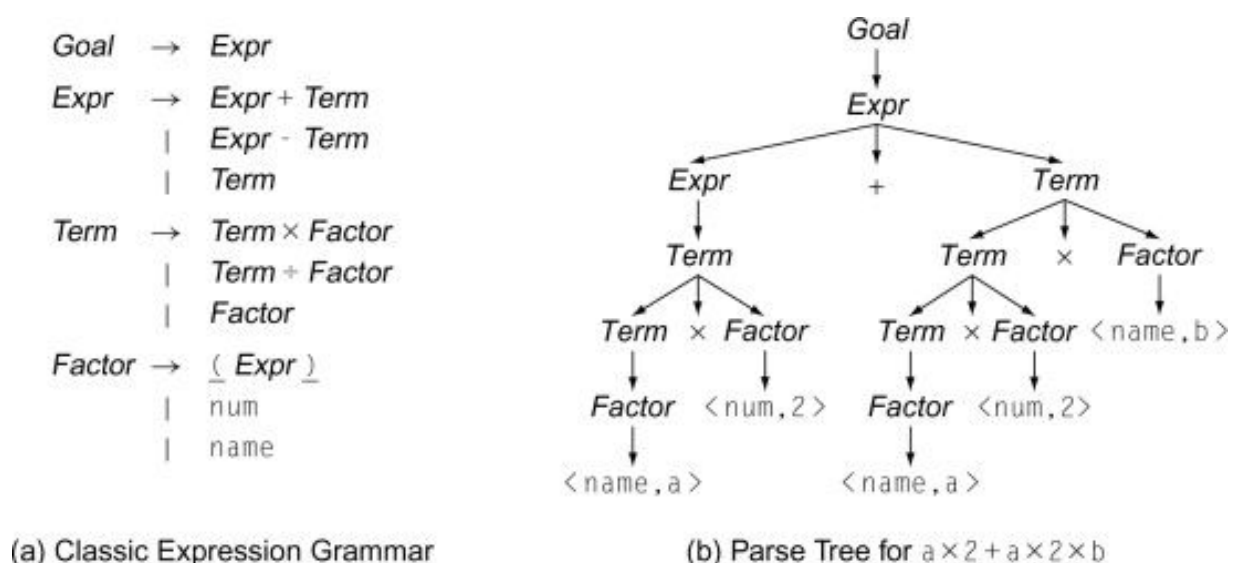 Goal → Expr
Expr → Expr + Term
| Expr - Term
| Term
Term → Term × Factor
| Term ÷ Factor
| Factor
Factor → ( Expr )
| num
| name
(a) Classic Expression Grammar
Goal
Expr
Expr + Term
Term Term × Factor
Term × Factor Term × Factor <name,b>
Factor <num,2> Factor <num,2>
<name,a> <name,a>
(b) Parse Tree for a×2+a×2×b